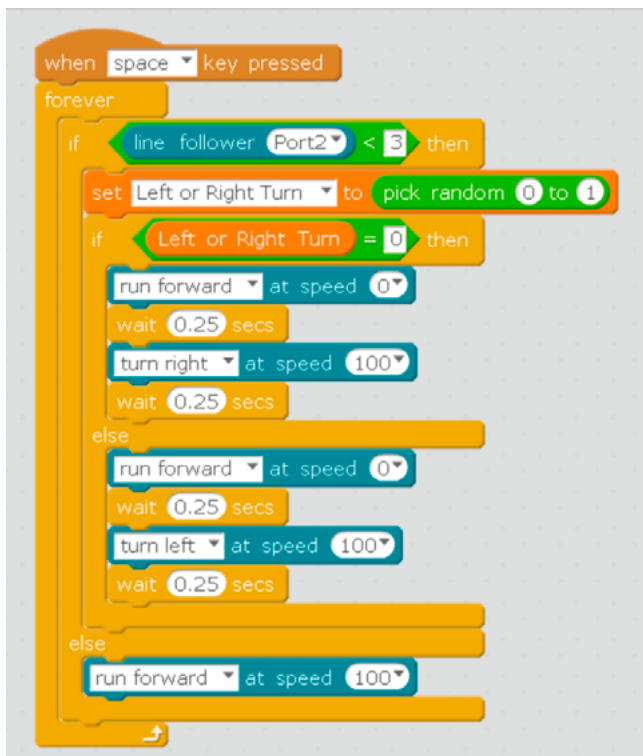 when space key pressed
forever
if line follower Port2 < 3 then
set Left or Right Turn to pick random 0 to 1
if Left or Right Turn = 0 then
run forward at speed 0
wait 0.25 secs
turn right at speed 100
wait 0.25 secs
else
run forward at speed 0
wait 0.25 secs
turn left at speed 100
wait 0.25 secs
else
run forward at speed 100